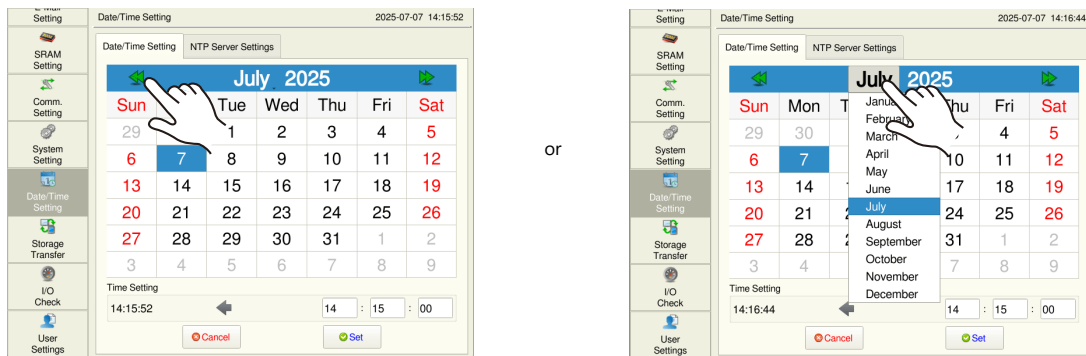 Setting
SRAM
Setting
Comm.
Setting
System
Setting
Date/Time
Setting
Storage
Transfer
I/O
Check
User
Settings
Date/Time Setting 2025-07-07 14:15:52
Date/Time Setting NTP Server Settings
July 2025
Sun Tue Wed Thu Fri Sat
29 1 2 3 4 5
6 7 8 9 10 11 12
13 14 15 16 17 18 19
20 21 22 23 24 25 26
27 28 29 30 31 1 2
3 4 5 6 7 8 9
Time Setting
14:15:52 14 : 15 : 00
Cancel Set
or
Setting
SRAM
Setting
Comm.
Setting
System
Setting
Date/Time
Setting
Storage
Transfer
I/O
Check
User
Settings
Date/Time Setting 2025-07-07 14:16:44
Date/Time Setting NTP Server Settings
July 2025
Sun Mon Fri Sat
29 30 4 5
6 7 10 11 12
13 14 17 18 19
20 21 24 25 26
27 28 31 1 2
3 4 7 8 9
February
March
April
May
June
July
August
September
October
November
December
Time Setting
14:16:44 14 : 15 : 00
Cancel Set